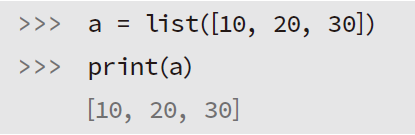 >>> a = list([10, 20, 30])
>>> print(a)
[10, 20, 30]